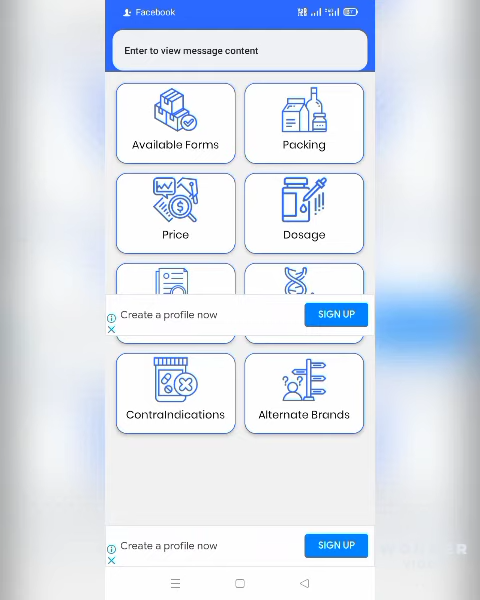 Facebook
Enter to view message content
Available Forms
Packing
Price
Dosage
Create a profile now
SIGN UP
ContraIndications
Alternate Brands
Create a profile now
SIGN UP